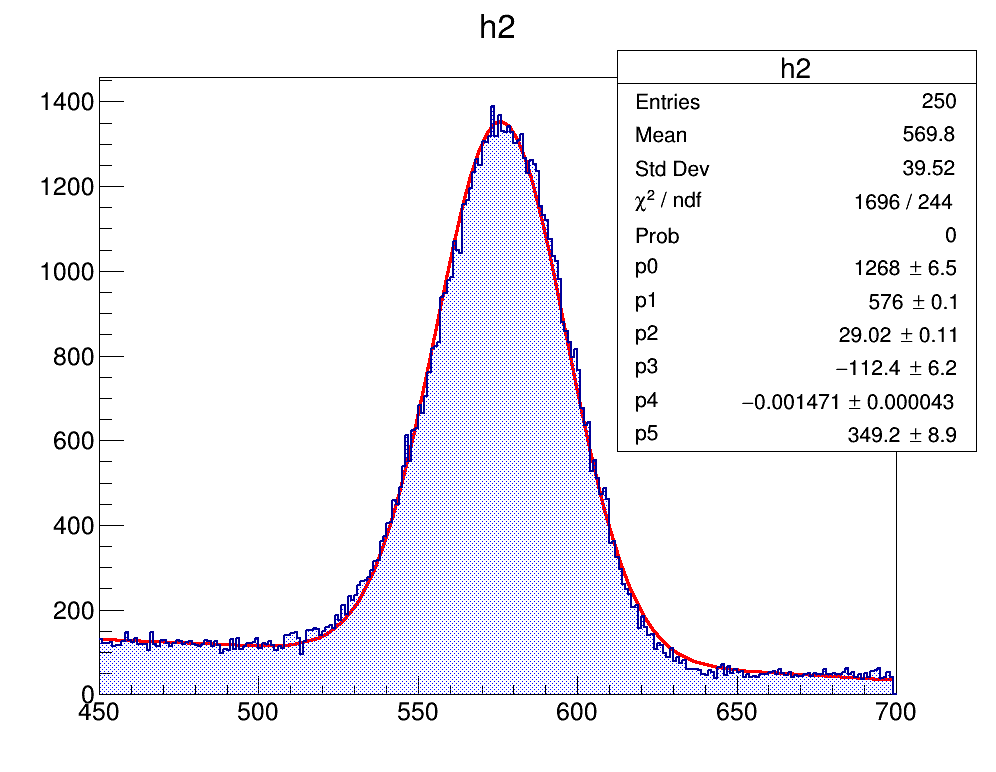 h2
h2
Entries 250
Mean 569.8
Std Dev 39.52
χ² / ndf 1696 / 244
Prob 0
p0 1268 ± 6.5
p1 576 ± 0.1
p2 29.02 ± 0.11
p3 −112.4 ± 6.2
p4 −0.001471 ± 0.000043
p5 349.2 ± 8.9
1400
1200
1000
800
600
400
200
0
450 500 550 600 650 700